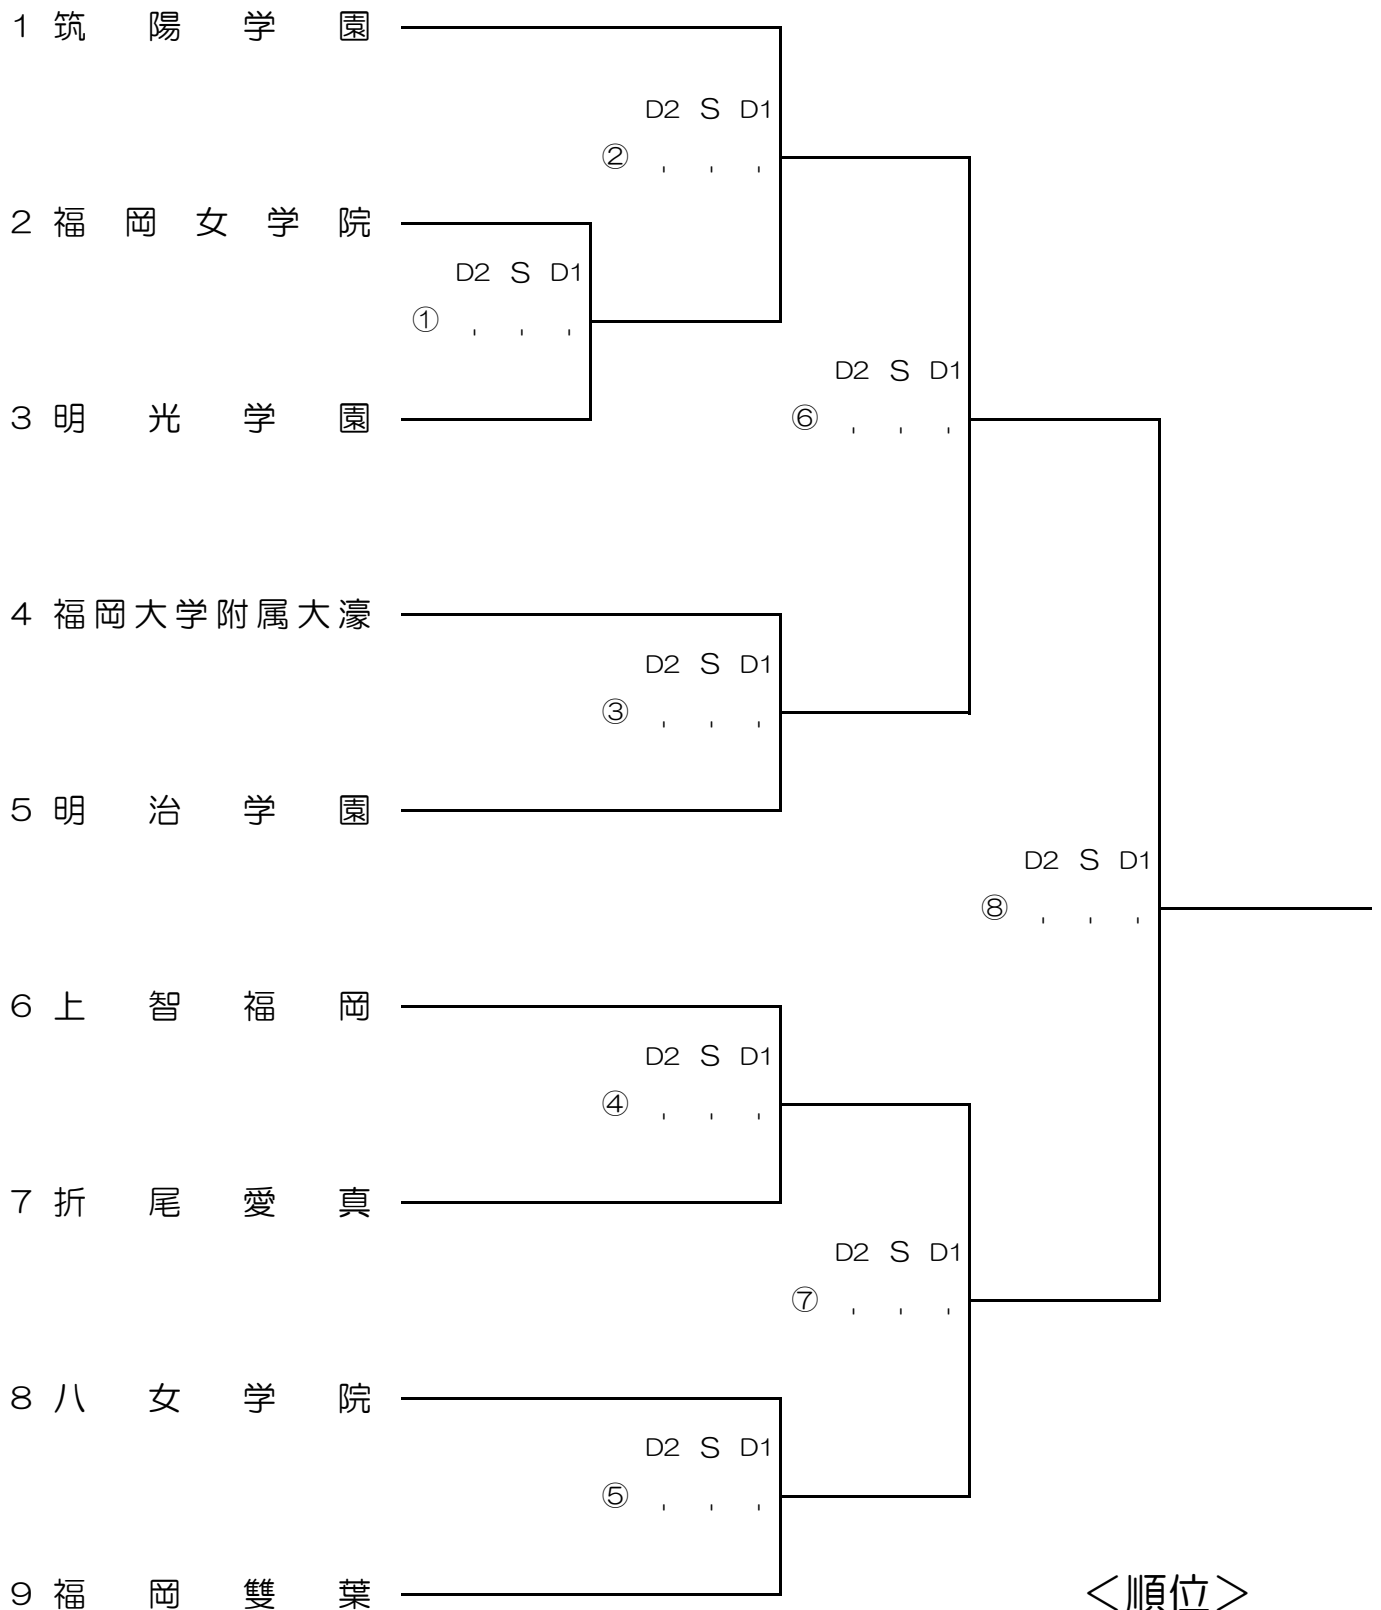 1 筑陽学園
D2 S D1
② , , ,
2 福岡女学院
D2 S D1
① , , ,
3 明光学園
D2 S D1
⑥ , , ,
4 福岡大学附属大濠
D2 S D1
③ , , ,
5 明治学園
D2 S D1
⑧ , , ,
6 上智福岡
D2 S D1
④ , , ,
7 折尾愛真
D2 S D1
⑦ , , ,
8 八女学院
D2 S D1
⑤ , , ,
9 福岡雙葉
＜順位＞